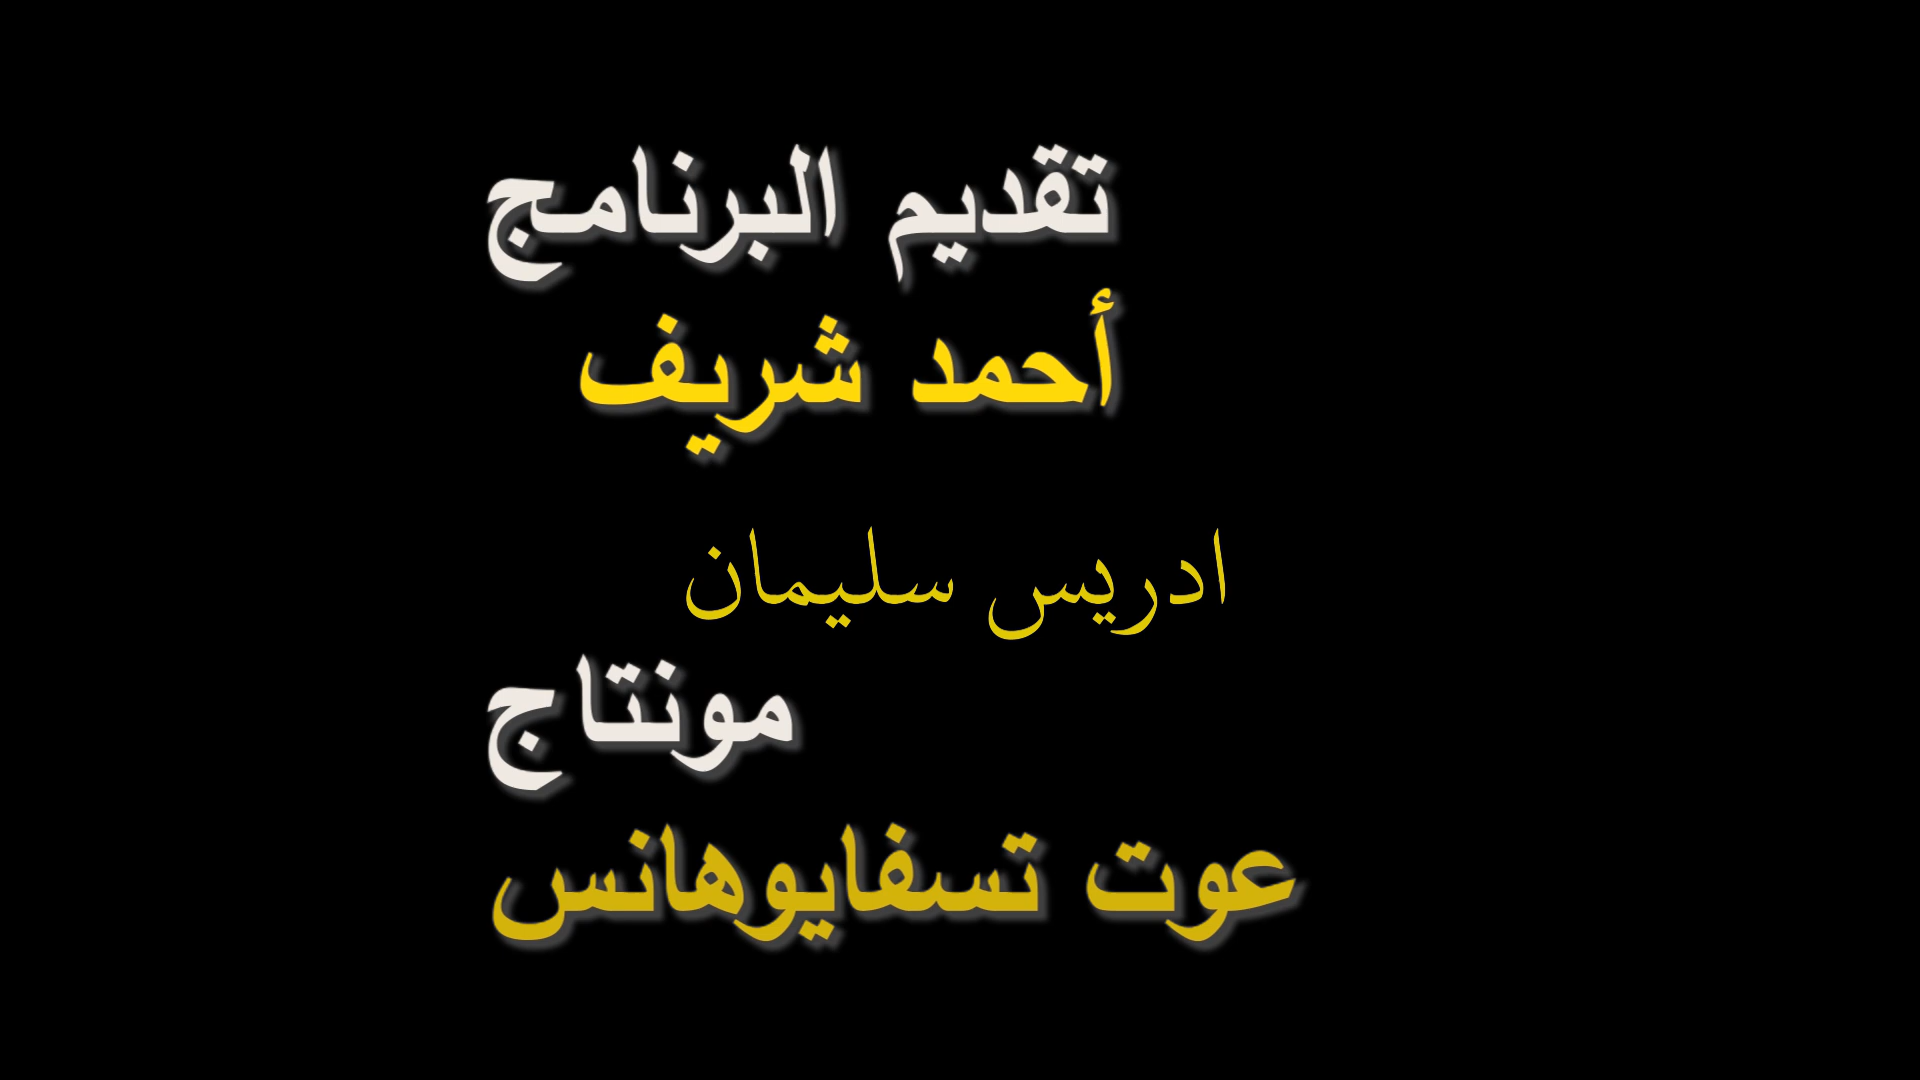 تقديم البرنامج
أحمد شريف
ادريس سليمان
مونتاج
عوت تسفايوهانس